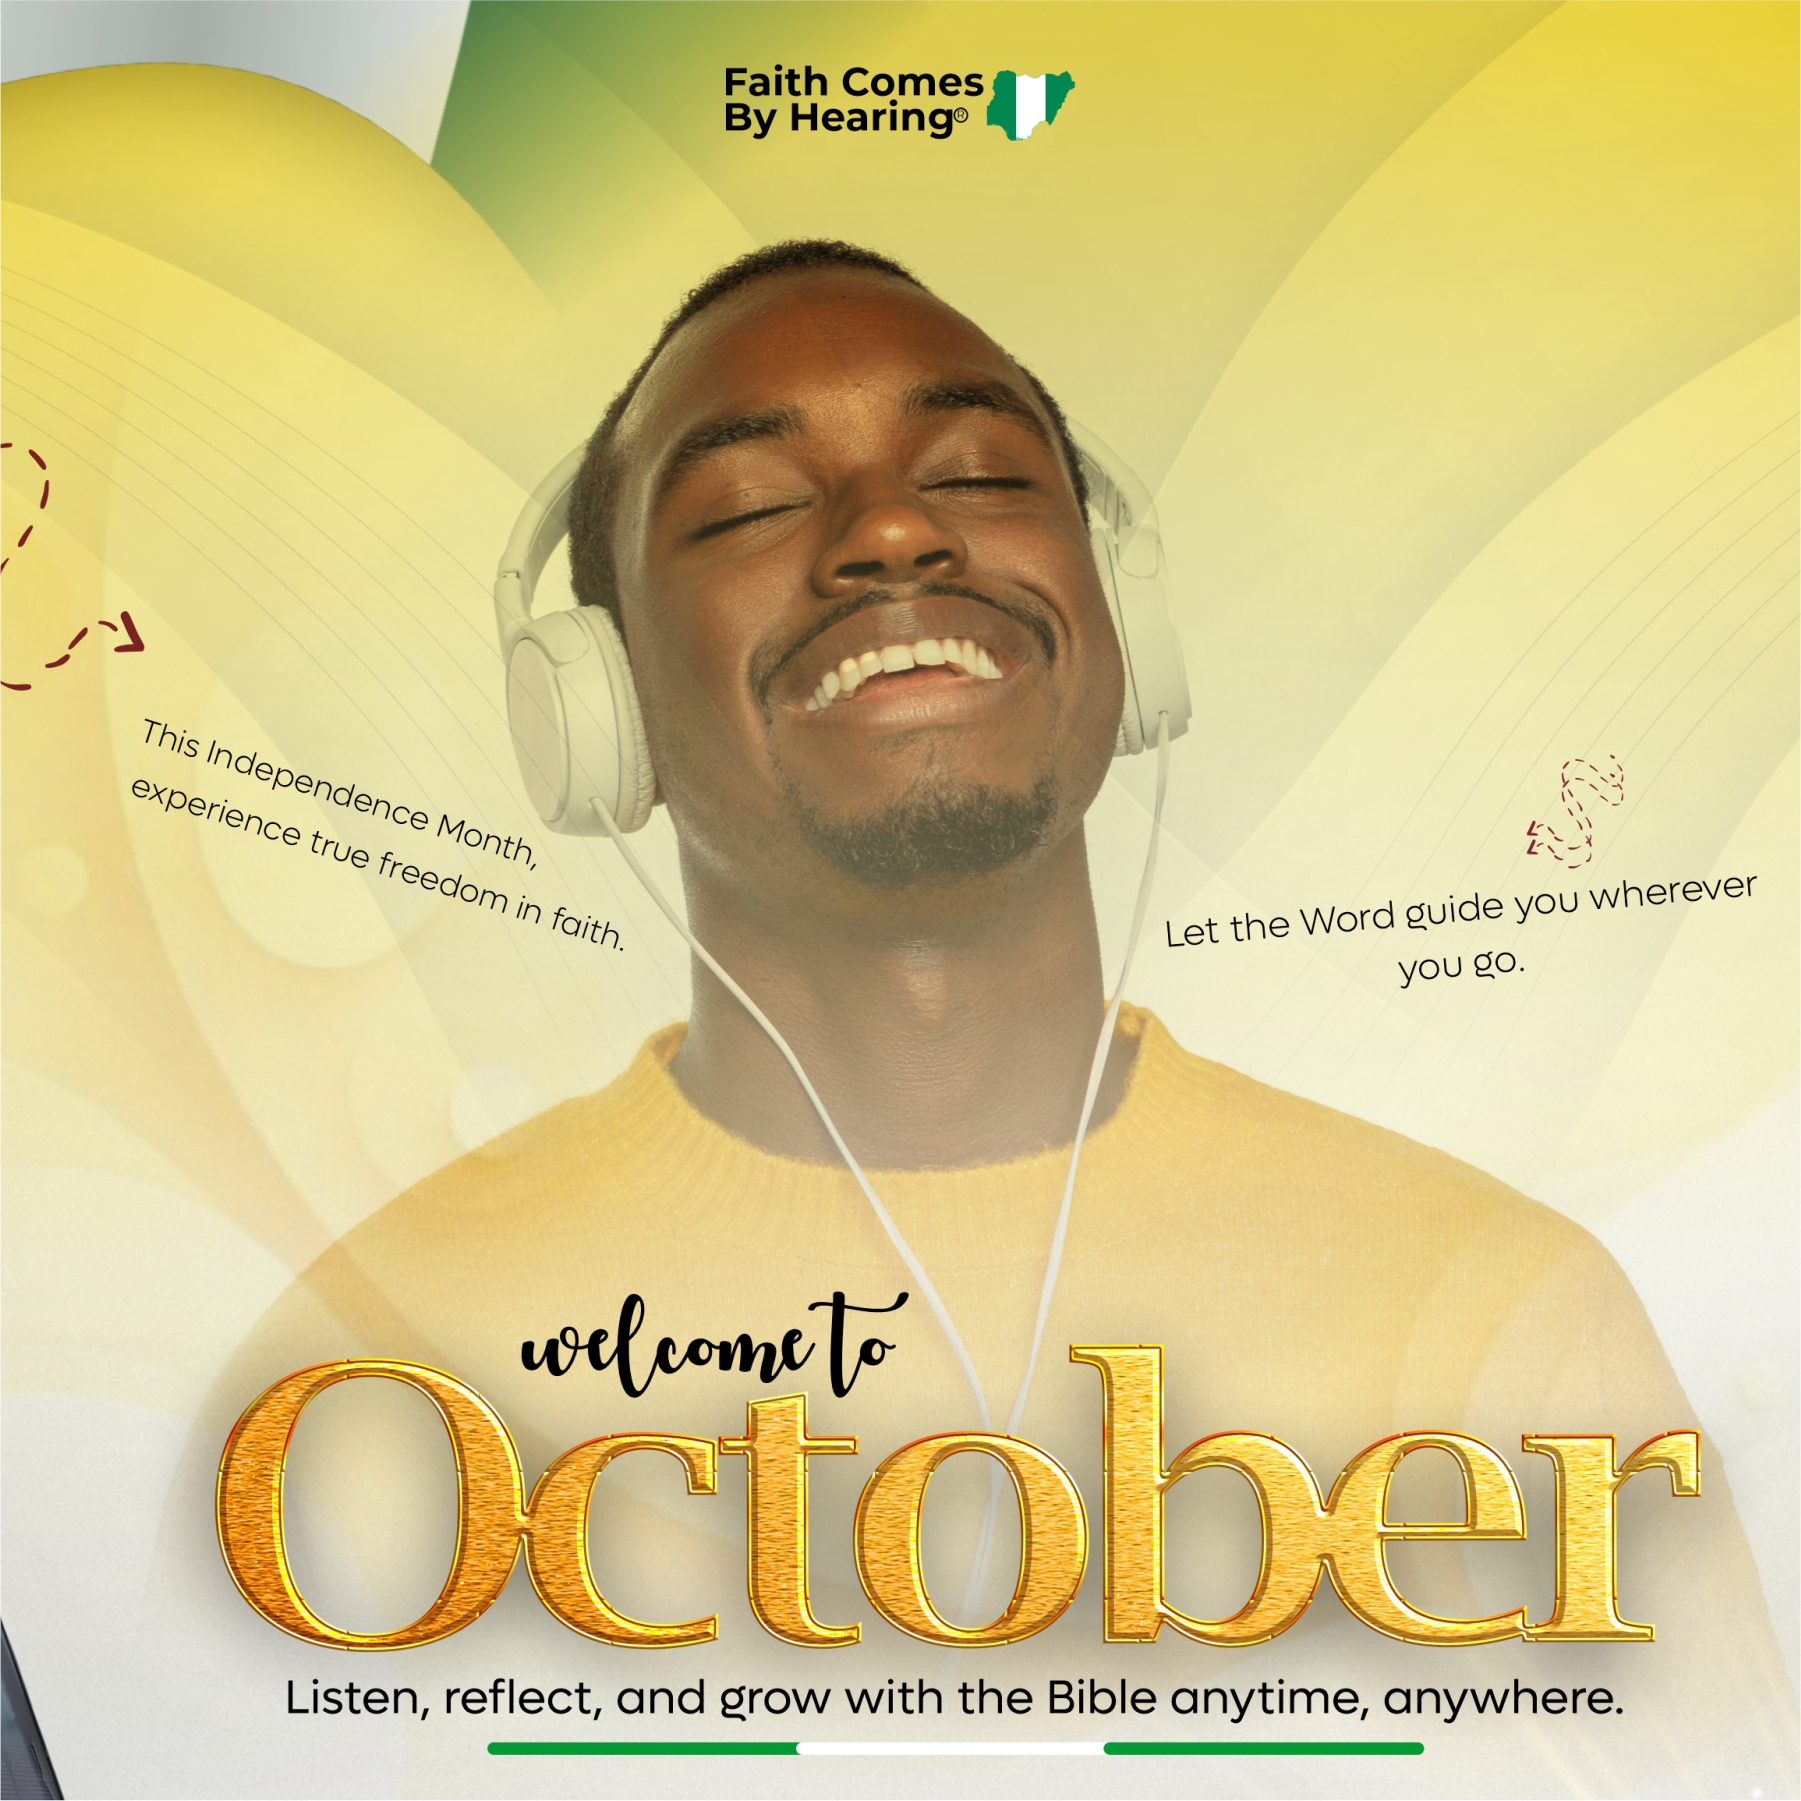 Faith Comes
By Hearing®
This Independence Month,
experience true freedom in faith.
Let the Word guide you wherever
you go.
welcome to
October
Listen, reflect, and grow with the Bible anytime, anywhere.